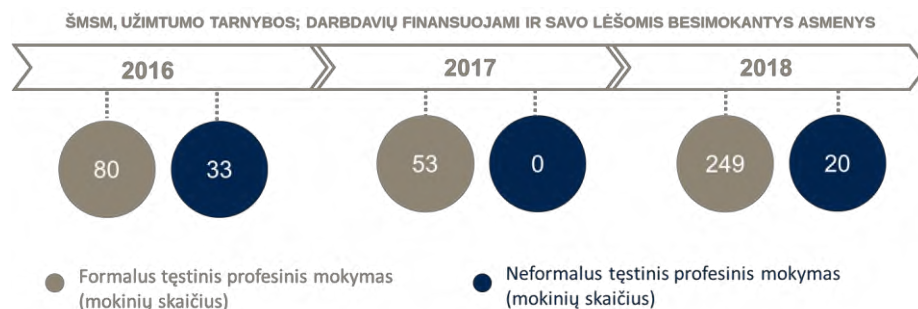 ŠMSM, UŽIMTUMO TARNYBOS; DARBDAVIŲ FINANSUOJAMI IR SAVO LĖŠOMIS BESIMOKANTYS ASMENYS
2016 2017 2018
80 33 53 0 249 20
Formalus tęstinis profesinis mokymas
(mokinių skaičius)
Neformalus tęstinis profesinis mokymas
(mokinių skaičius)